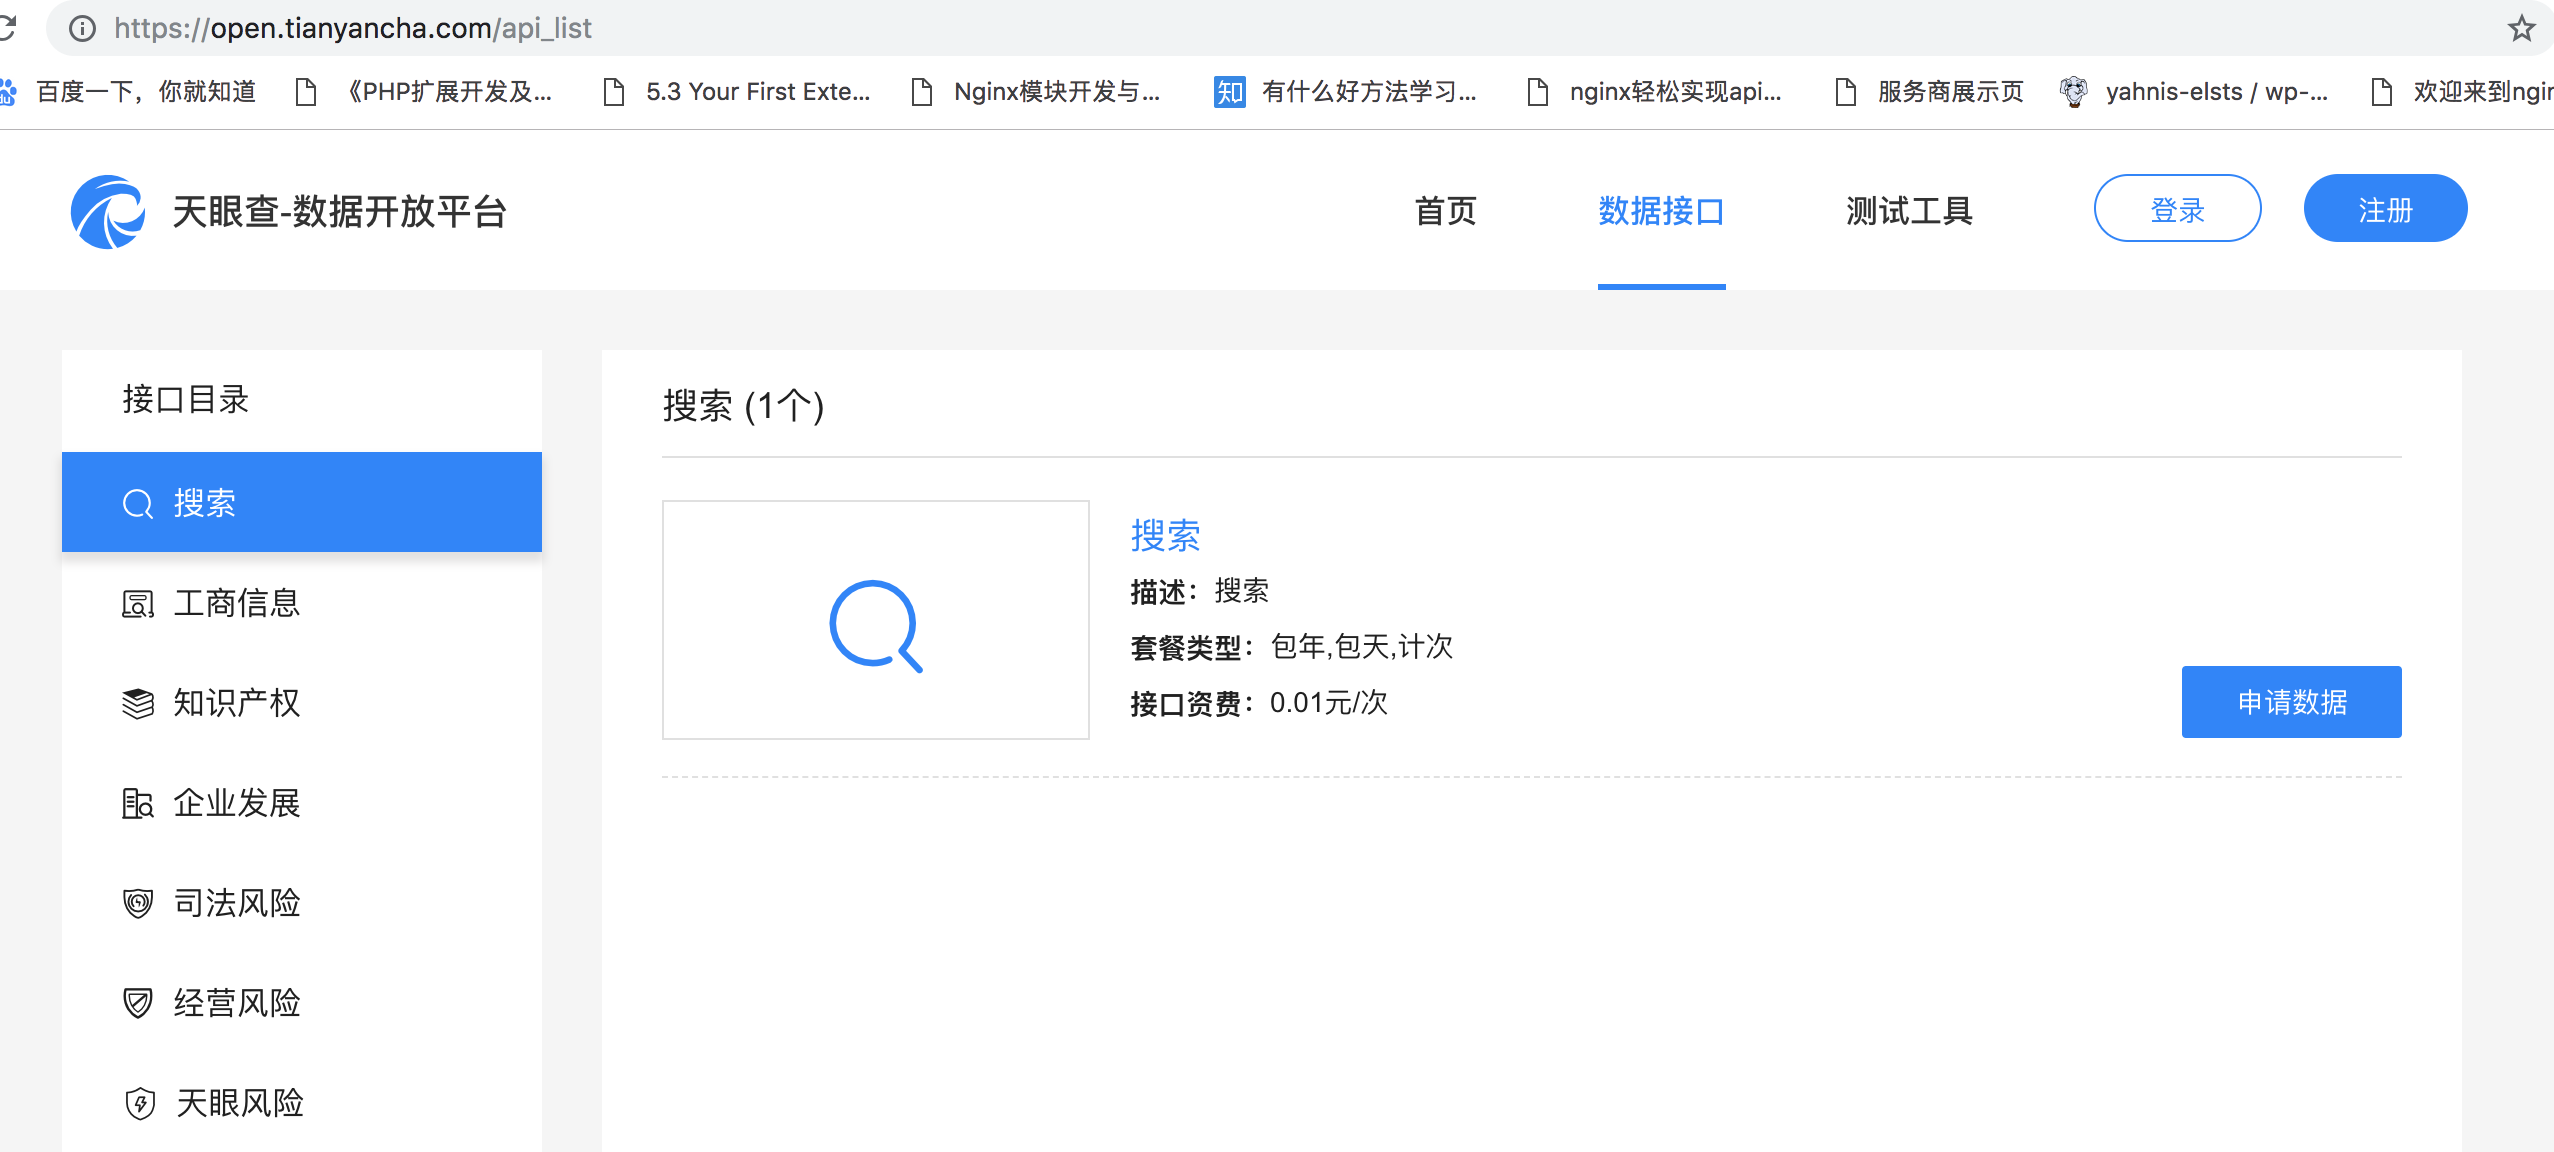 https://open.tianyancha.com/api_list
百度一下，你就知道
《PHP扩展开发及...
5.3 Your First Exte...
Nginx模块开发与...
知 有什么好方法学习...
nginx轻松实现api...
服务商展示页
yahnis-elsts / wp-...
欢迎来到ngin
天眼查-数据开放平台
首页
数据接口
测试工具
登录
注册
接口目录
搜索
工商信息
知识产权
企业发展
司法风险
经营风险
天眼风险
搜索 (1个)
搜索
描述：搜索
套餐类型：包年,包天,计次
接口资费：0.01元/次
申请数据